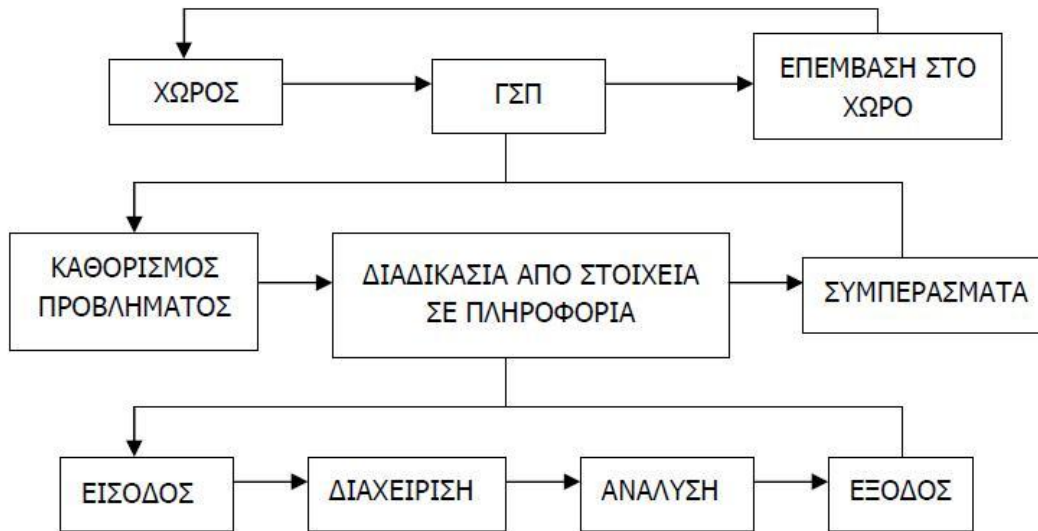 ΧΩΡΟΣ
ΓΣΠ
ΕΠΕΜΒΑΣΗ ΣΤΟ
ΧΩΡΟ
ΚΑΘΟΡΙΣΜΟΣ
ΠΡΟΒΛΗΜΑΤΟΣ
ΔΙΑΔΙΚΑΣΙΑ ΑΠΟ ΣΤΟΙΧΕΙΑ
ΣΕ ΠΛΗΡΟΦΟΡΙΑ
ΣΥΜΠΕΡΑΣΜΑΤΑ
ΕΙΣΟΔΟΣ
ΔΙΑΧΕΙΡΙΣΗ
ΑΝΑΛΥΣΗ
ΕΞΟΔΟΣ